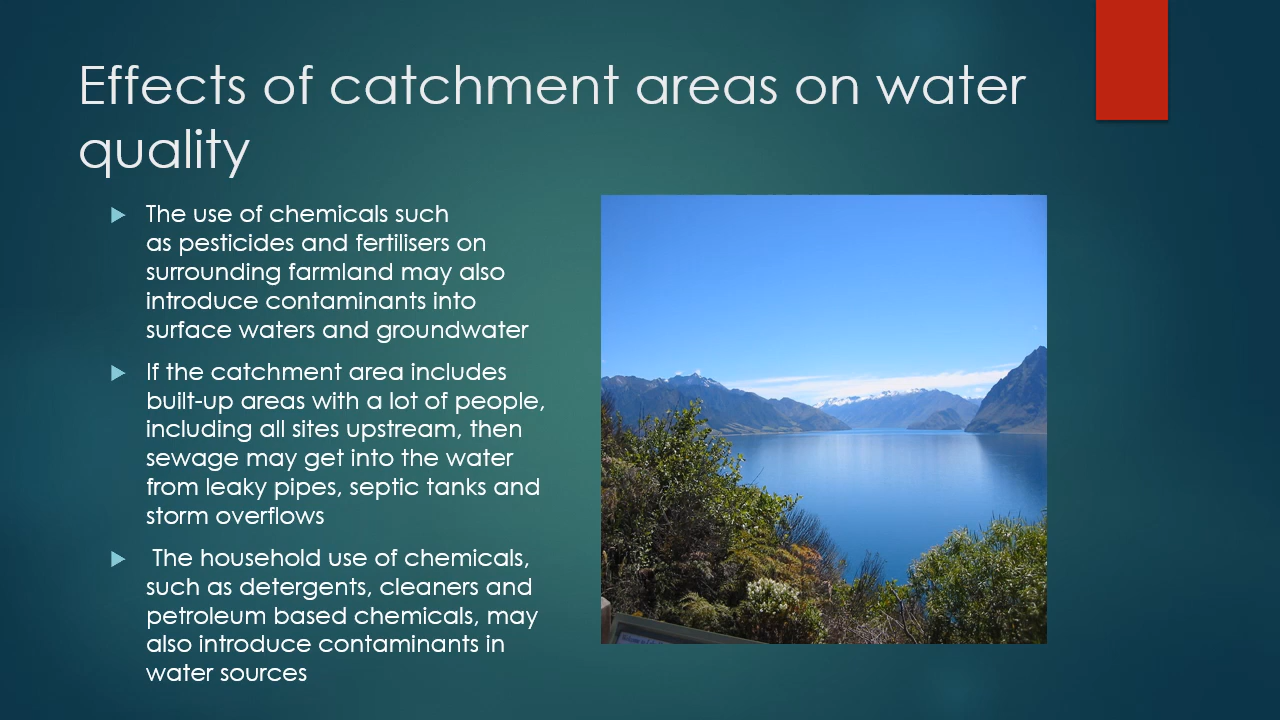 Effects of catchment areas on water
quality
The use of chemicals such
as pesticides and fertilisers on
surrounding farmland may also
introduce contaminants into
surface waters and groundwater
If the catchment area includes
built-up areas with a lot of people,
including all sites upstream, then
sewage may get into the water
from leaky pipes, septic tanks and
storm overflows
The household use of chemicals,
such as detergents, cleaners and
petroleum based chemicals, may
also introduce contaminants in
water sources